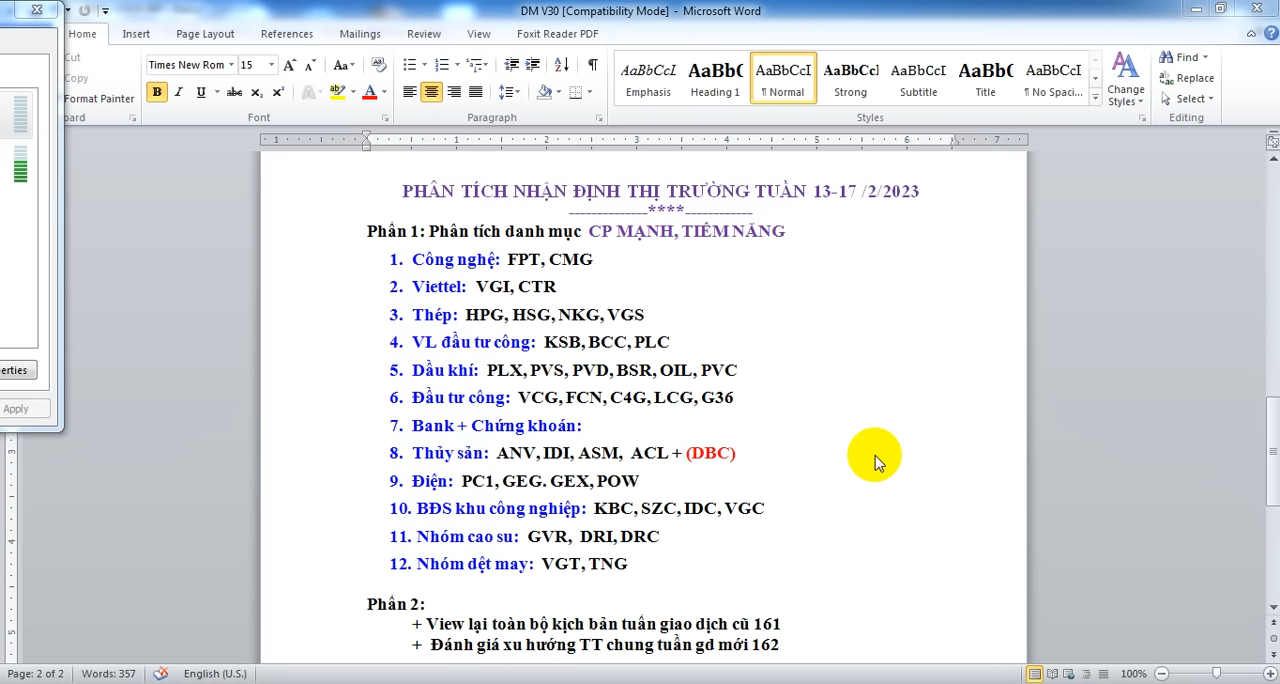 DM V30 [Compatibility Mode] - Microsoft Word
Home Insert Page Layout References Mailings Review View Foxit Reader PDF
Cut
Copy
Format Painter
Times New Rom 15
AaBbCcI AaBb( AaBbCcI AaBbCcl AaBbCcI AaBb( AaBbCcI
Emphasis Heading 1 ¶ Normal Strong Subtitle Title ¶ No Spaci...
Change Styles
Find
Replace
Select
oard Font Paragraph Styles Editing
PHÂN TÍCH NHẬN ĐỊNH THỊ TRƯỜNG TUẦN 13-17 /2/2023
--------------****------------
Phần 1: Phân tích danh mục CP MẠNH, TIỀM NĂNG
1. Công nghệ: FPT, CMG
2. Viettel: VGI, CTR
3. Thép: HPG, HSG, NKG, VGS
4. VL đầu tư công: KSB, BCC, PLC
5. Dầu khí: PLX, PVS, PVD, BSR, OIL, PVC
6. Đầu tư công: VCG, FCN, C4G, LCG, G36
7. Bank + Chứng khoán:
8. Thủy sản: ANV, IDI, ASM, ACL + (DBC)
9. Điện: PC1, GEG. GEX, POW
10. BĐS khu công nghiệp: KBC, SZC, IDC, VGC
11. Nhóm cao su: GVR, DRI, DRC
12. Nhóm dệt may: VGT, TNG
Phần 2:
+ View lại toàn bộ kịch bản tuần giao dịch cũ 161
+ Đánh giá xu hướng TT chung tuần gd mới 162
erties
Apply
Page: 2 of 2 Words: 357 English (U.S.) 100%